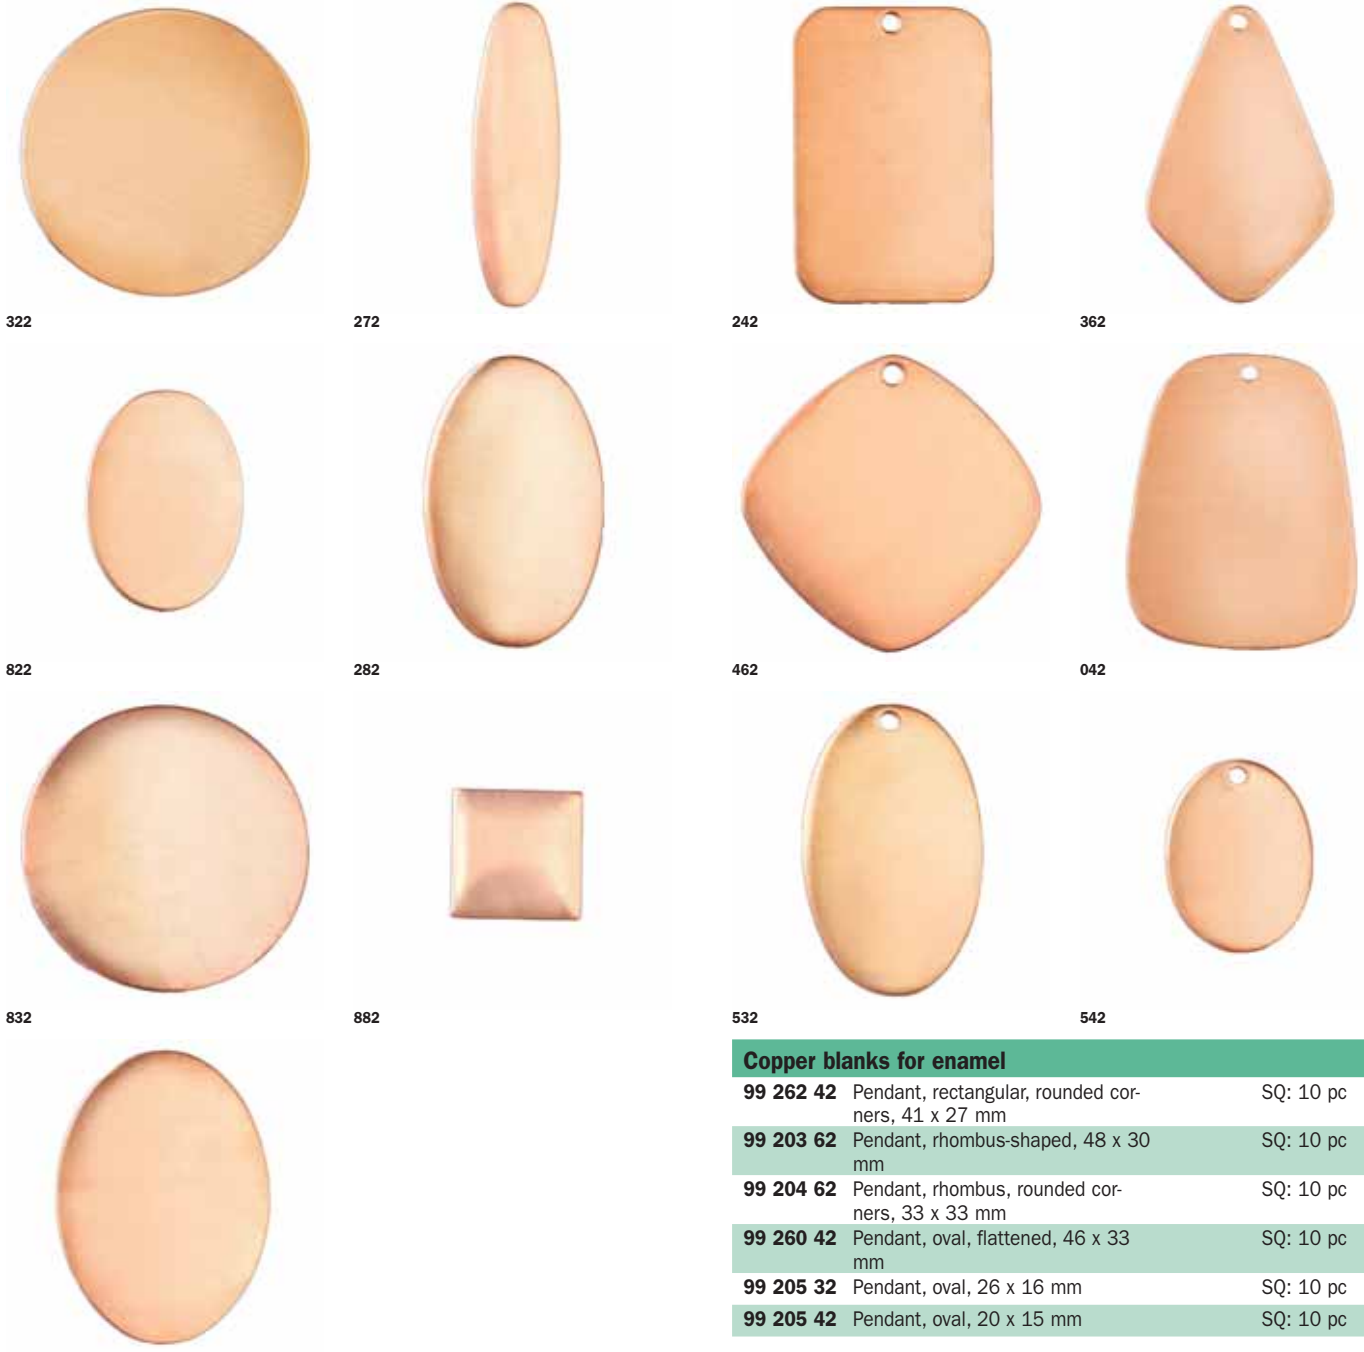 322
272
242
362
822
282
462
042
832
882
532
542
Copper blanks for enamel
99 262 42 Pendant, rectangular, rounded cor- SQ: 10 pc
ners, 41 x 27 mm
99 203 62 Pendant, rhombus-shaped, 48 x 30 SQ: 10 pc
mm
99 204 62 Pendant, rhombus, rounded cor- SQ: 10 pc
ners, 33 x 33 mm
99 260 42 Pendant, oval, flattened, 46 x 33 SQ: 10 pc
mm
99 205 32 Pendant, oval, 26 x 16 mm SQ: 10 pc
99 205 42 Pendant, oval, 20 x 15 mm SQ: 10 pc